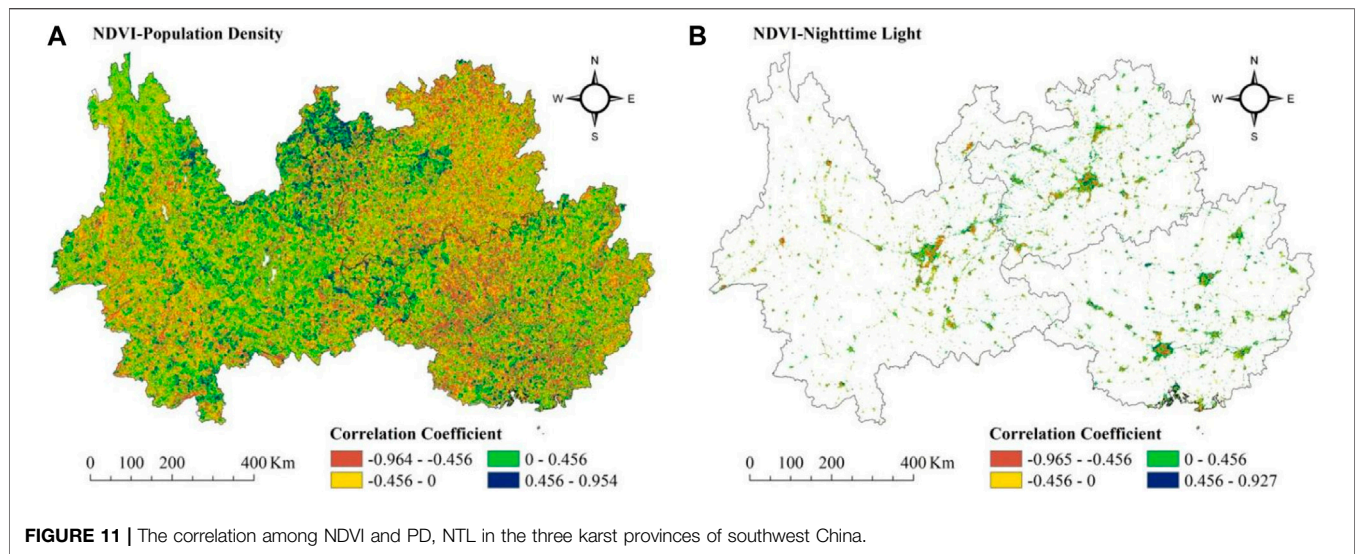 A
NDVI-Population Density
N
W
E
S
Correlation Coefficient
-0.964 - -0.456
0 - 0.456
-0.456 - 0
0.456 - 0.954
0 100 200 400 Km
B
NDVI-Nighttime Light
N
W
E
S
Correlation Coefficient
-0.965 - -0.456
0 - 0.456
-0.456 - 0
0.456 - 0.927
0 100 200 400 Km
FIGURE 11 | The correlation among NDVI and PD, NTL in the three karst provinces of southwest China.